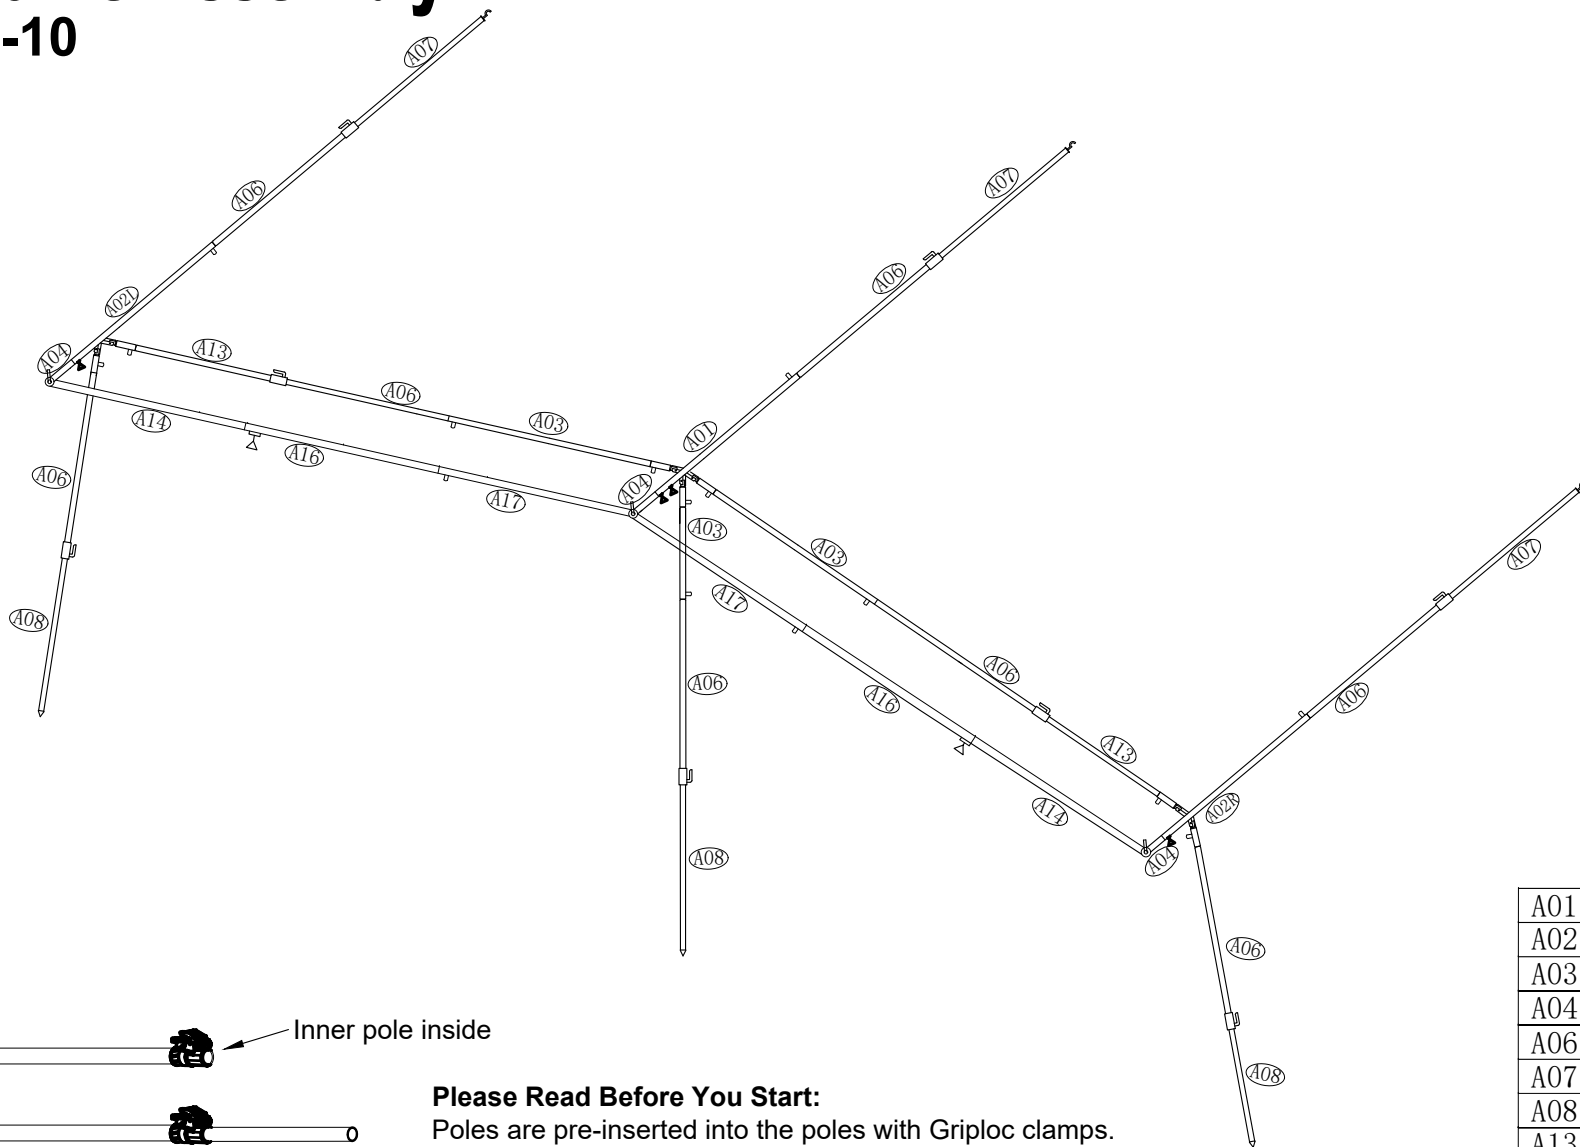 -10
A07
A07
A06
A06
A02L
A04
A13
A06
A03
A01
A14
A16
A04
A06
A17
A03
A03
A07
A17
A08
A06
A06
A16
A06
A13
A02R
A14
A04
A08
A06
A08
A01
A02
A03
A04
A06
A07
A08
A13
Inner pole inside
Please Read Before You Start:
Poles are pre-inserted into the poles with Griploc clamps.